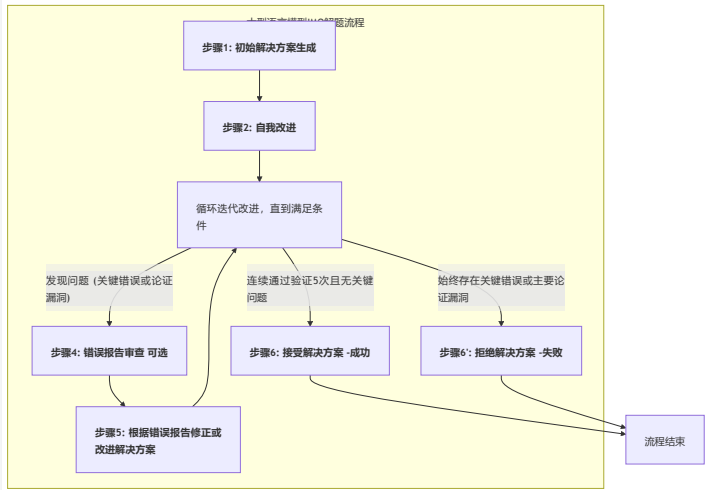 题流程
步骤1: 初始解决方案生成
步骤2: 自我改进
循环迭代改进，直到满足条
件
发现问题 (关键错误或论证
漏洞)
连续通过验证5次且无关键
问题
始终存在关键错误或主要论
证漏洞
步骤4: 错误报告审查 可选
步骤6: 接受解决方案 -成功
步骤6': 拒绝解决方案 -失败
步骤5: 根据错误报告修正或
改进解决方案
流程结束